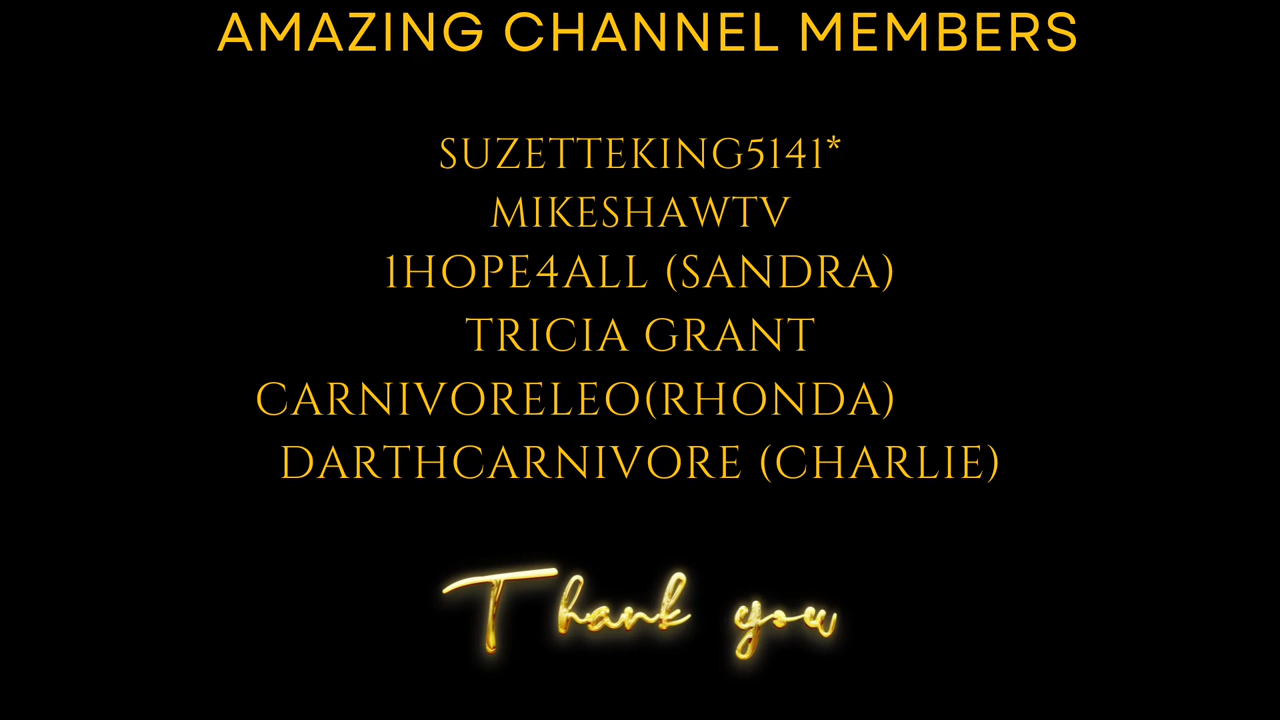 AMAZING CHANNEL MEMBERS
SUZETTEKING5141*
MIKESHAWTV
1HOPE4ALL (SANDRA)
TRICIA GRANT
CARNIVORELEO(RHONDA)
DARTHCARNIVORE (CHARLIE)
Thank you